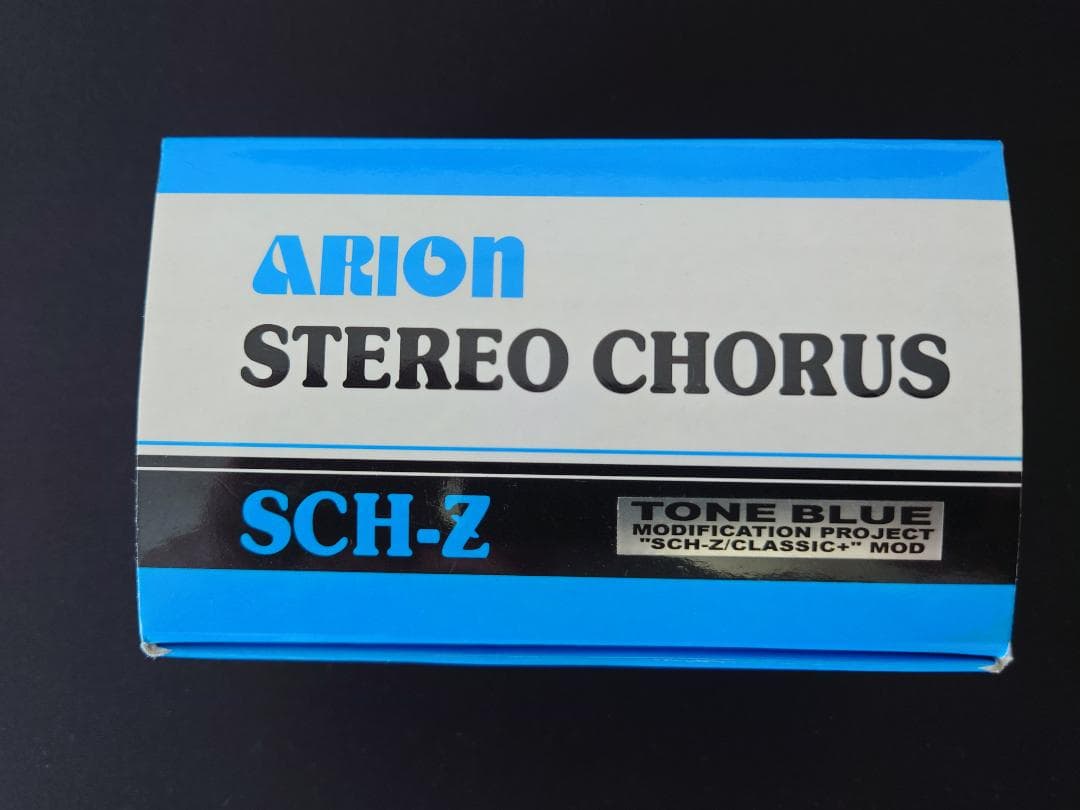 ARION
STEREO CHORUS
SCH-Z
TONE BLUE
MODIFICATION PROJECT
"SCH-Z/CLASSIC+" MOD